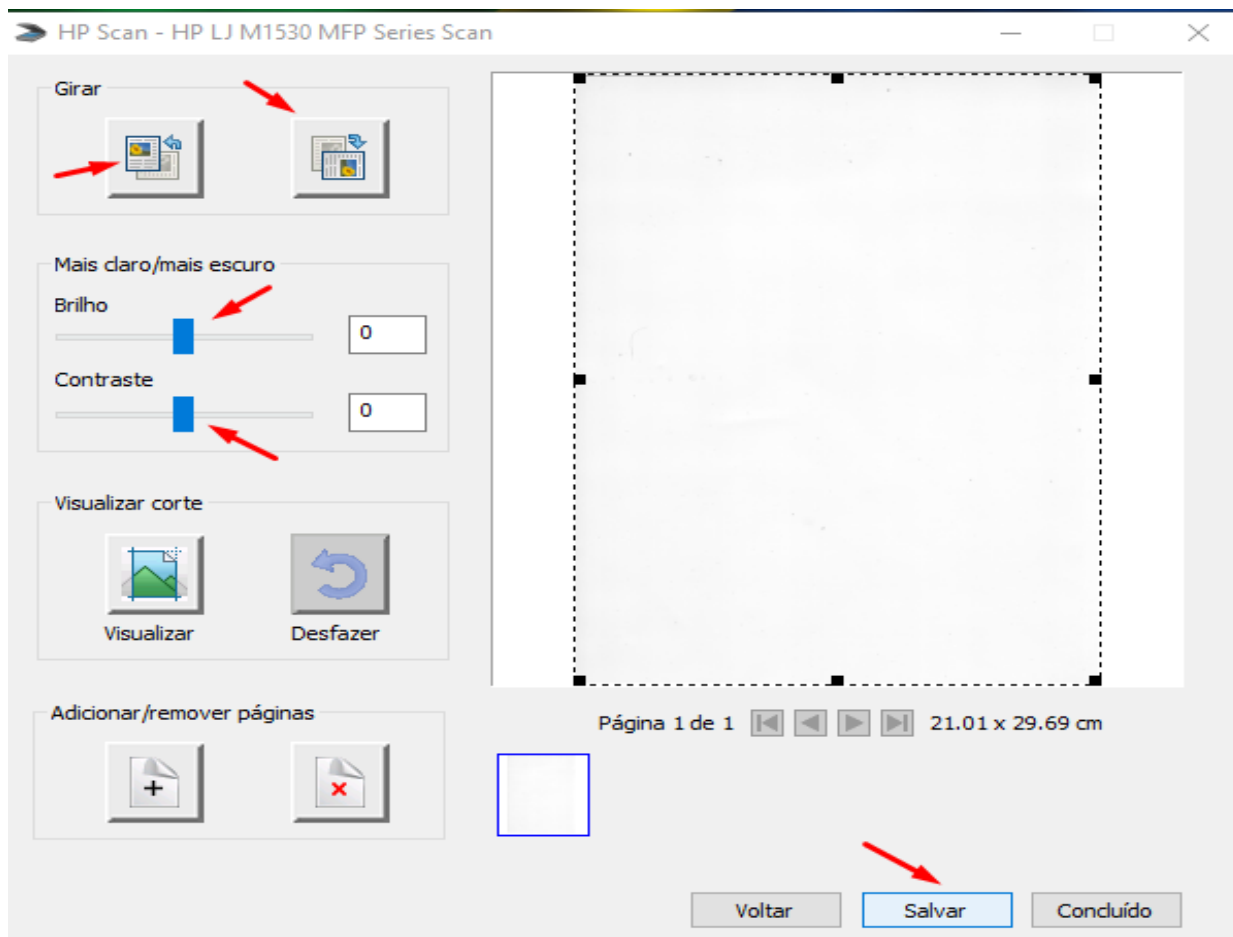 HP Scan - HP LJ M1530 MFP Series Scan
Girar
Mais claro/mais escuro
Brilho
0
Contraste
0
Visualizar corte
Visualizar
Desfazer
Adicionar/remover páginas
Página 1 de 1
21.01 x 29.69 cm
Voltar
Salvar
Concluído